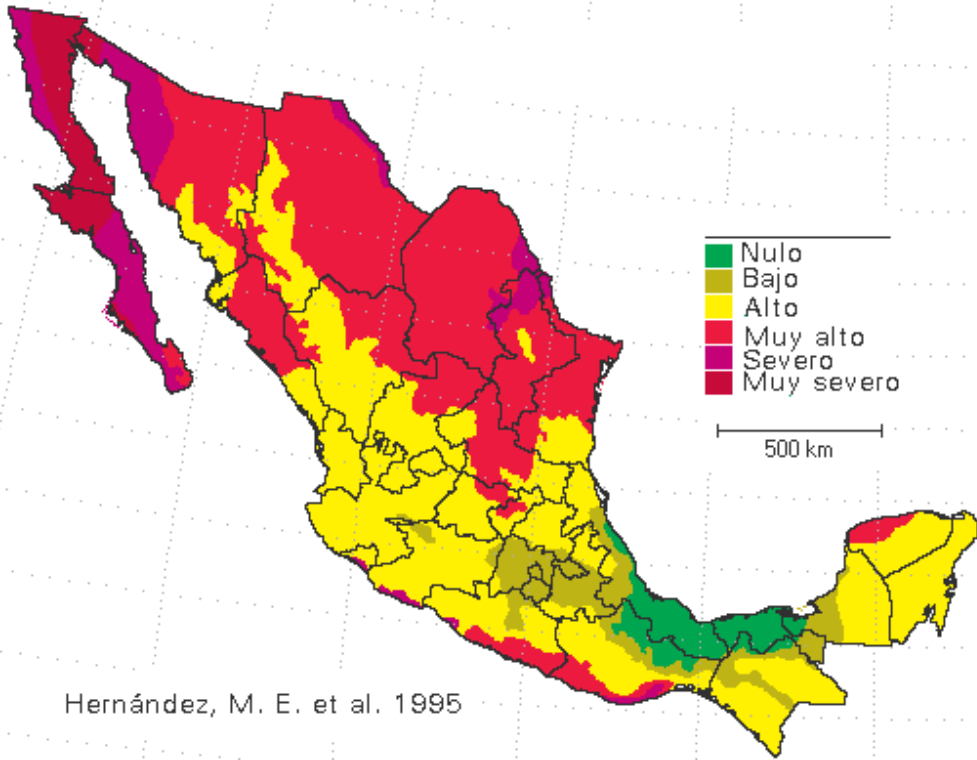 Nulo
Bajo
Alto
Muy alto
Severo
Muy severo
500 km
Hernández, M. E. et al. 1995